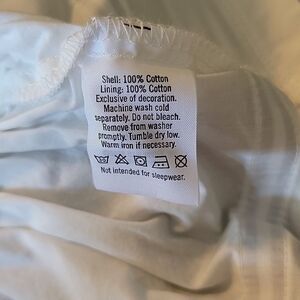 Shell: 100% Cotton
Lining: 100% Cotton
Exclusive of decoration.
Machine wash cold
separately. Do not bleach.
Remove from washer
promptly. Tumble dry low.
Warm iron if necessary.
Not intended for sleepwear.